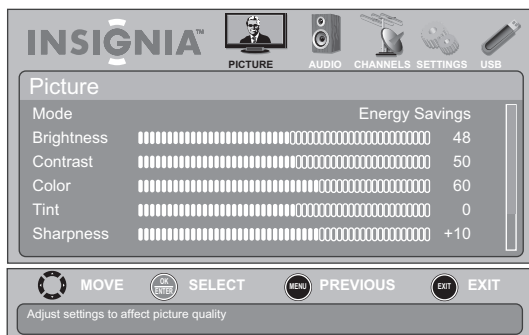 INSIGNIA™
PICTURE AUDIO CHANNELS SETTINGS USB
Picture
Mode Energy Savings
Brightness 48
Contrast 50
Color 60
Tint 0
Sharpness +10
MOVE OK ENTER SELECT MENU PREVIOUS EXIT EXIT
Adjust settings to affect picture quality